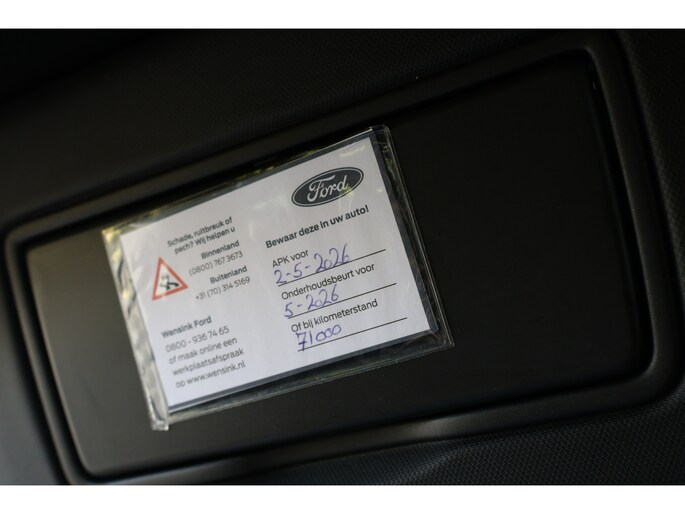 Schade, ruitbreuk of
pech? Wij helpen u
Binnenland
(0800) 767 3673
Buitenland
+31 (70) 314 5169
Wensink Ford
0800 - 936 74 65
of maak online een
werkplaatsafspraak
op www.wensink.nl
Ford
Bewaar deze in uw auto!
APK voor
2-5-2026
Onderhoudsbeurt voor
5-2026
Of bij kilometerstand
71000